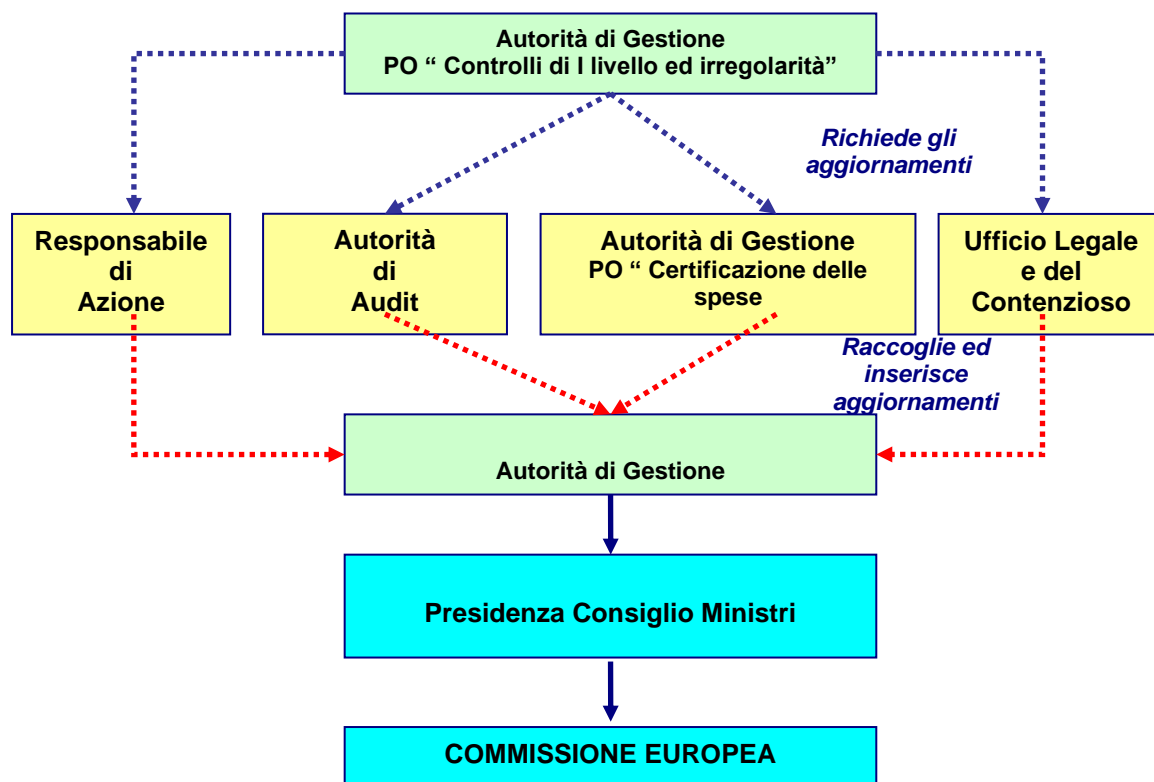 Autorità di Gestione
PO “ Controlli di I livello ed irregolarità”
Richiede gli
aggiornamenti
Responsabile
di
Azione
Autorità
di
Audit
Autorità di Gestione
PO “ Certificazione delle
spese
Ufficio Legale
e del
Contenzioso
Raccoglie ed
inserisce
aggiornamenti
Autorità di Gestione
Presidenza Consiglio Ministri
COMMISSIONE EUROPEA